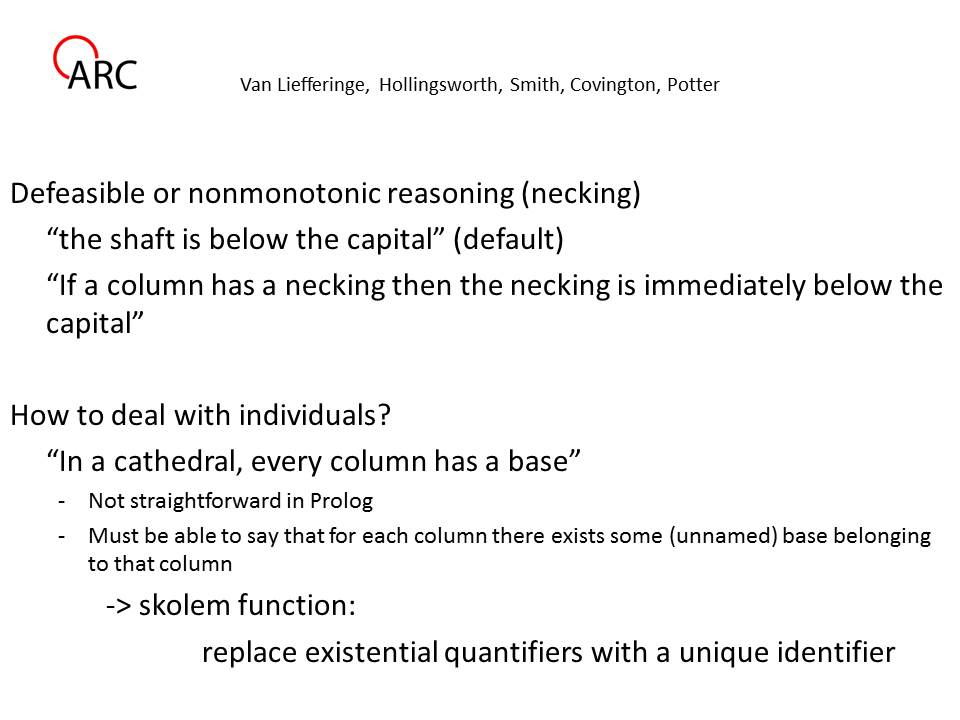 ARC
Van Liefferinge, Hollingsworth, Smith, Covington, Potter
Defeasible or nonmonotonic reasoning (necking)
“the shaft is below the capital” (default)
“If a column has a necking then the necking is immediately below the
capital”
How to deal with individuals?
“In a cathedral, every column has a base”
- Not straightforward in Prolog
- Must be able to say that for each column there exists some (unnamed) base belonging
to that column
-> skolem function:
replace existential quantifiers with a unique identifier